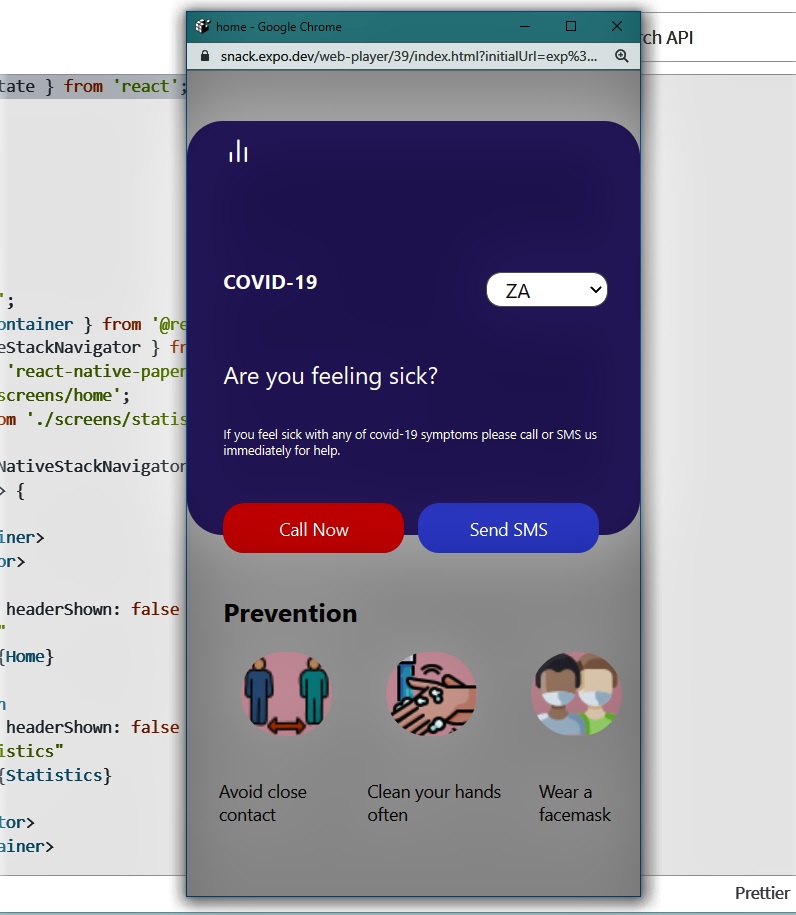 home - Google Chrome
rch API
snack.expo.dev/web-player/39/index.html?initialUrl=exp%3...
tate } from 'react';
COVID-19
ZA
';
ontainer } from '@re
eStackNavigator } fr
Are you feeling sick?
'react-native-paper
screens/home';
om './screens/statis
If you feel sick with any of covid-19 symptoms please call or SMS us
immediately for help.
NativeStackNavigator
> {
Call Now
Send SMS
iner>
or>
headerShown: false
"
Prevention
{Home}
n
headerShown: false
istics"
{Statistics}
Avoid close
contact
Clean your hands
often
Wear a
facemask
tor>
ainer>
Prettier